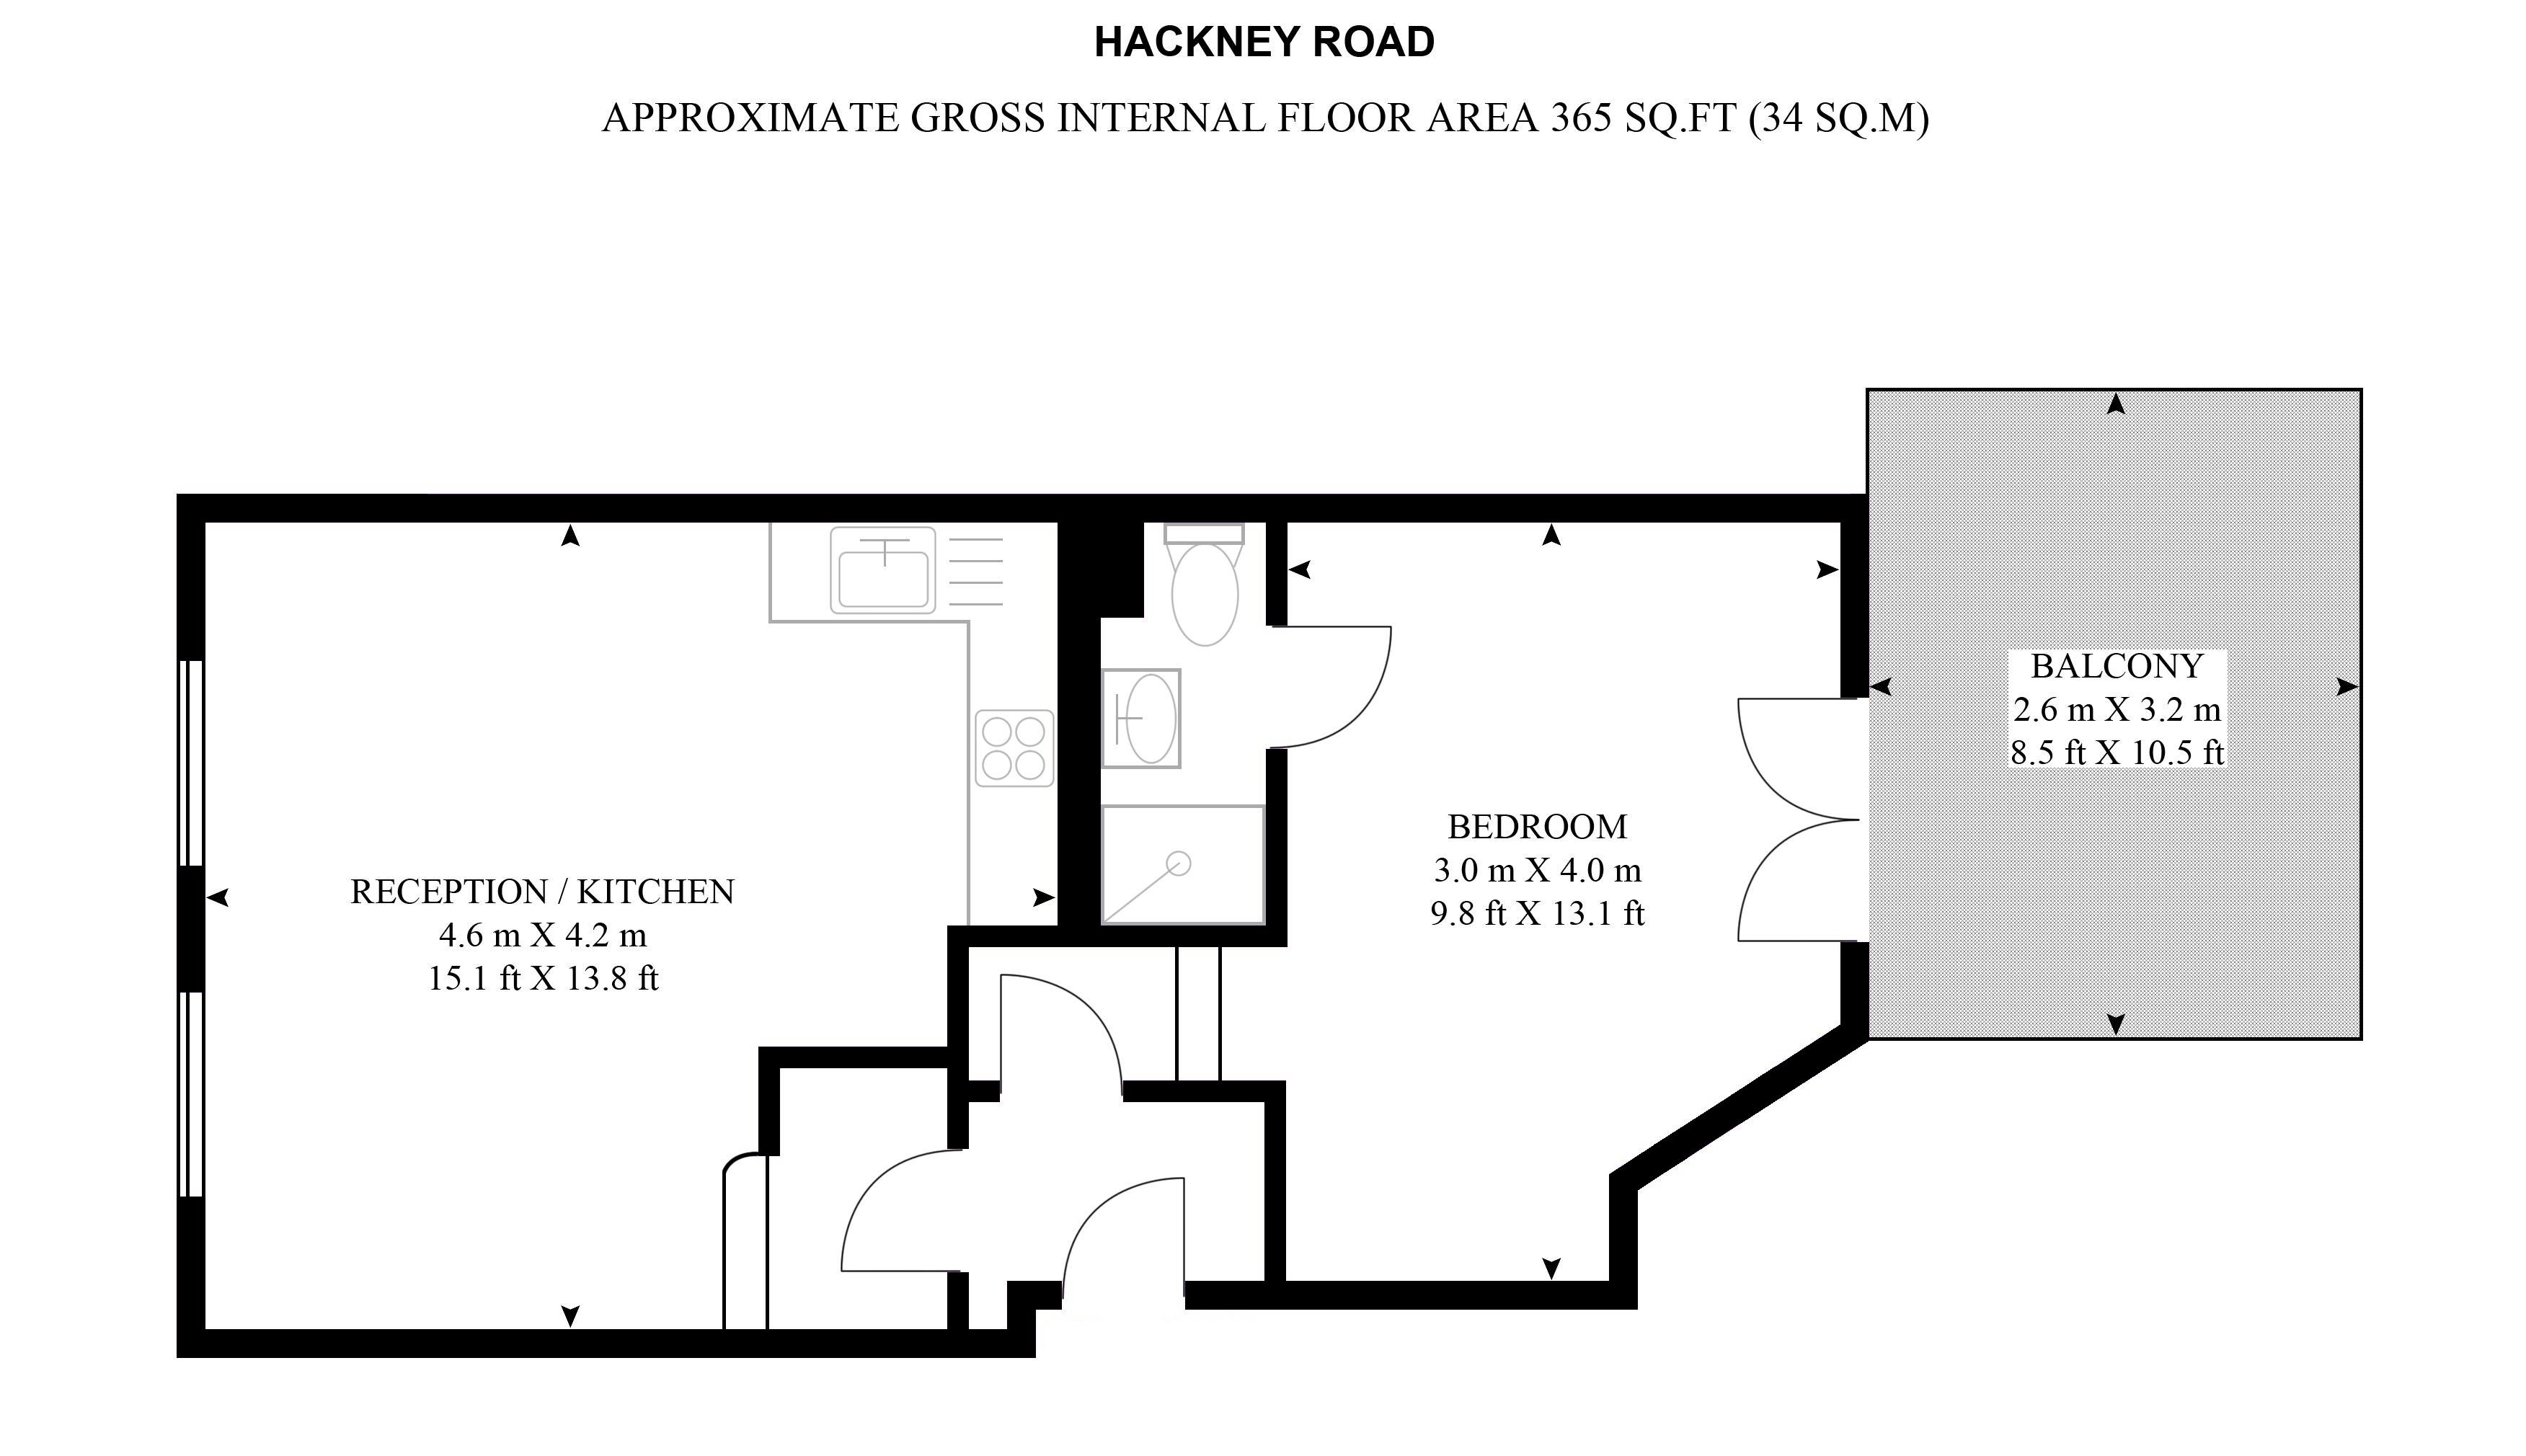 HACKNEY ROAD
APPROXIMATE GROSS INTERNAL FLOOR AREA 365 SQ.FT (34 SQ.M)
BALCONY
2.6 m X 3.2 m
8.5 ft X 10.5 ft
BEDROOM
3.0 m X 4.0 m
9.8 ft X 13.1 ft
RECEPTION / KITCHEN
4.6 m X 4.2 m
15.1 ft X 13.8 ft